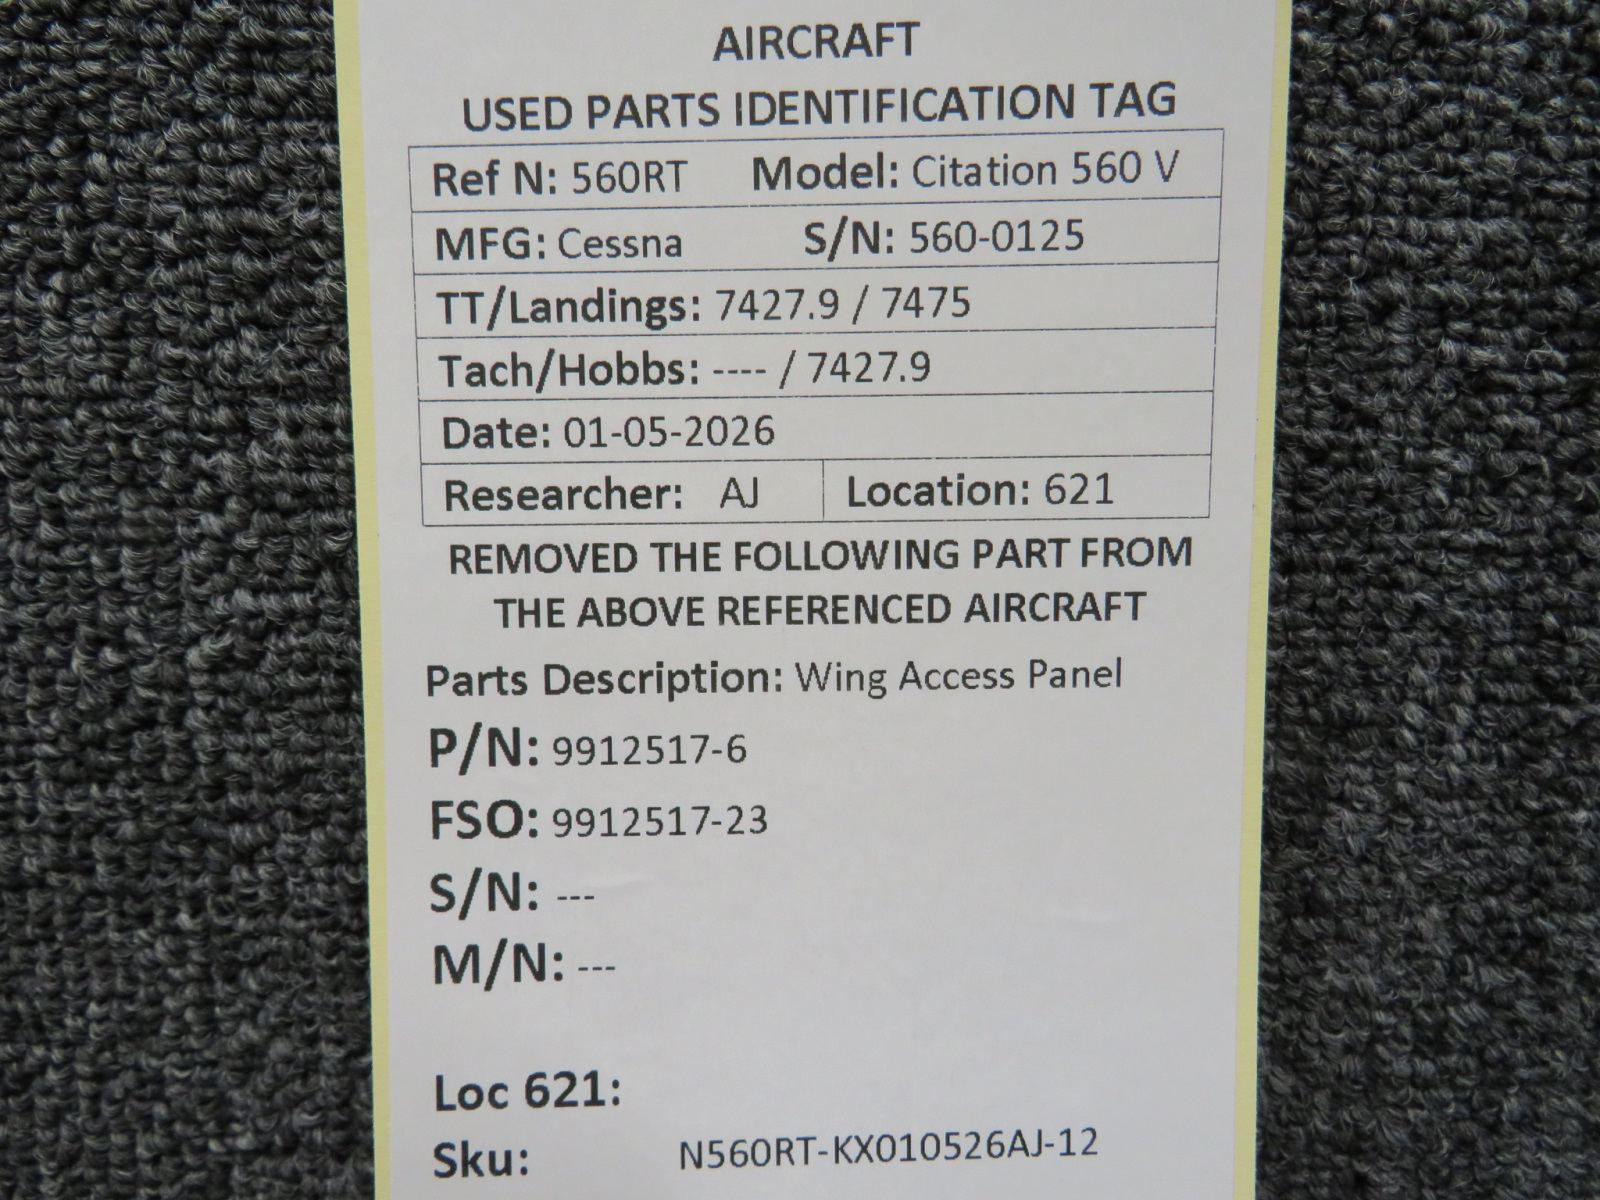 AIRCRAFT
USED PARTS IDENTIFICATION TAG
Ref N: 560RT Model: Citation 560 V
MFG: Cessna S/N: 560-0125
TT/Landings: 7427.9 / 7475
Tach/Hobbs: ---- / 7427.9
Date: 01-05-2026
Researcher: AJ Location: 621
REMOVED THE FOLLOWING PART FROM
THE ABOVE REFERENCED AIRCRAFT
Parts Description: Wing Access Panel
P/N: 9912517-6
FSO: 9912517-23
S/N: ---
M/N: ---
Loc 621:
Sku: N560RT-KX010526AJ-12